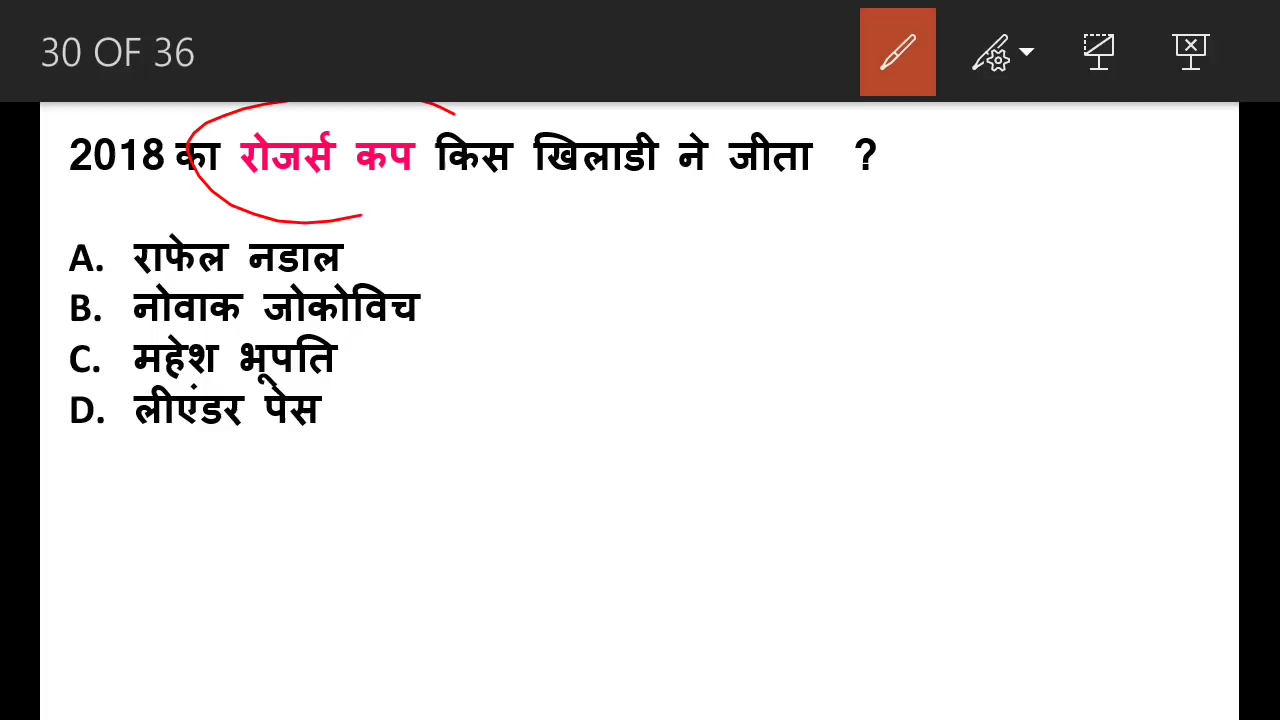 30 OF 36
2018 का रोजर्स कप किस खिलाडी ने जीता ?
A. राफेल नडाल
B. नोवाक जोकोविच
C. महेश भूपति
D. लीएंडर पेस